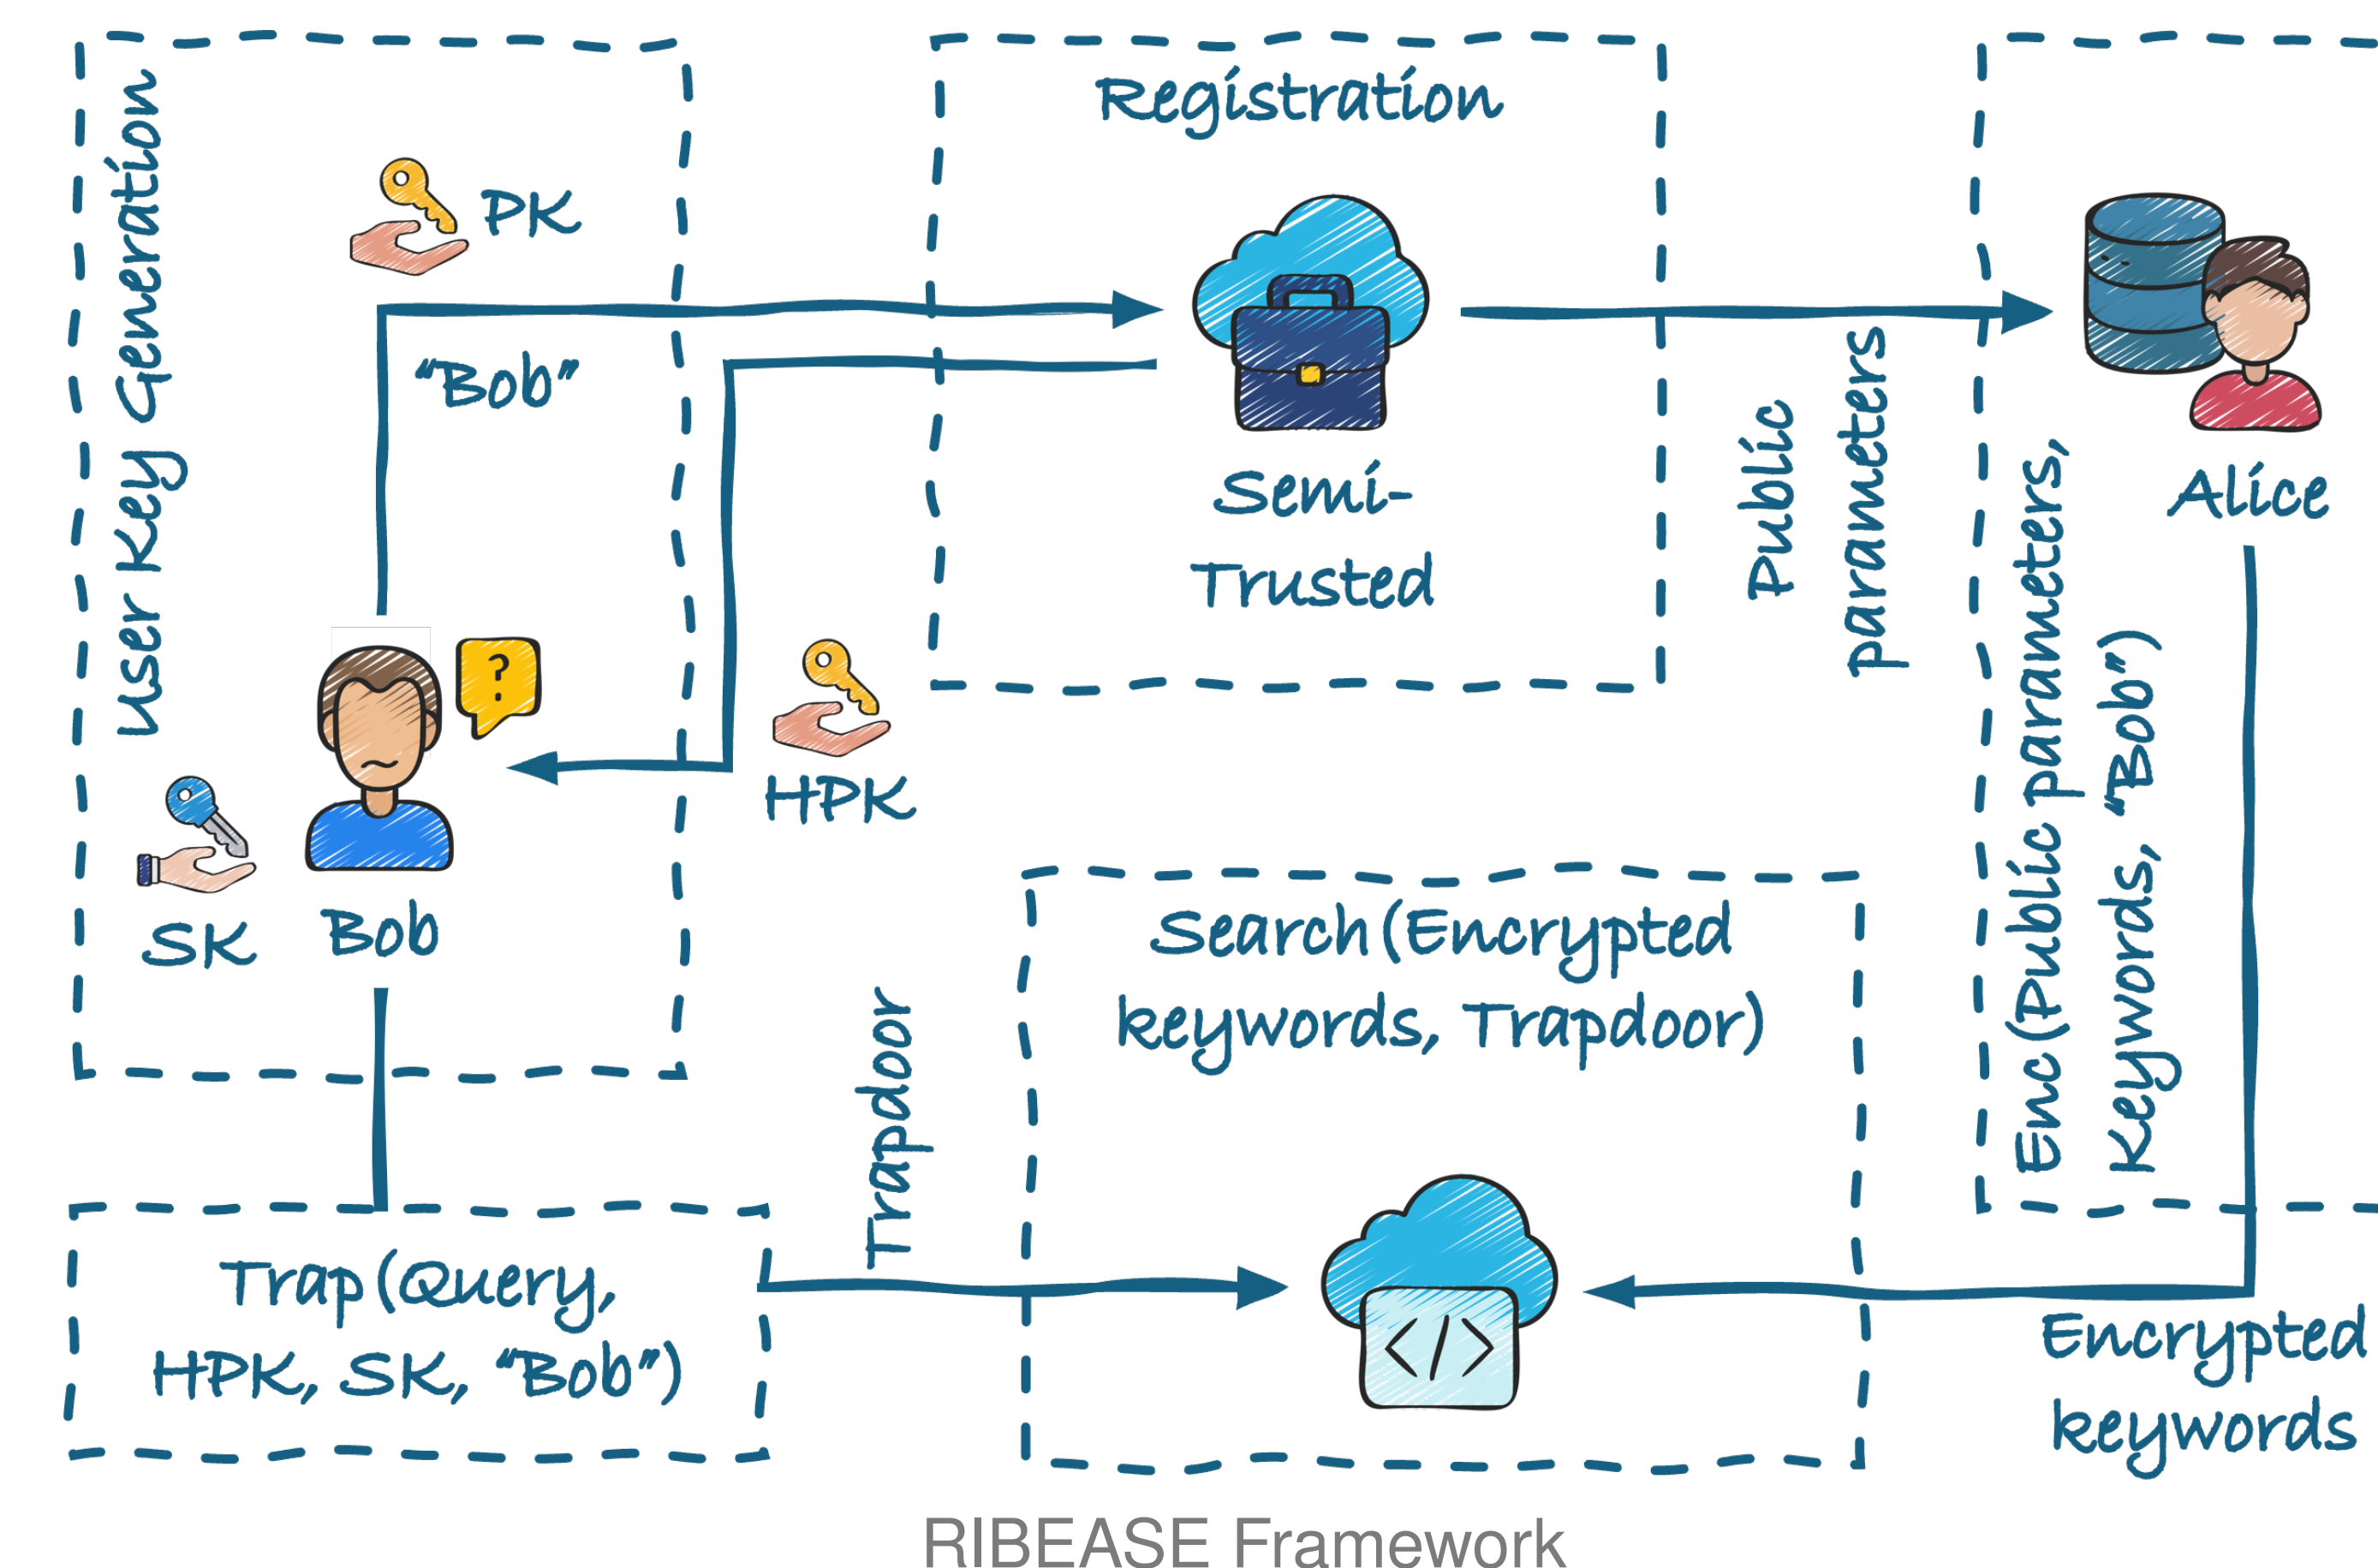 User Key Generation
PK
“Bob”
SK
Bob
HPK
Registration
Semi-
Trusted
Public
parameters
Alice
Enc(Public parameters,
Keywords, “Bob”)
Trap(Query,
HPK, SK, “Bob”)
Trapdoor
Search(Encrypted
keywords, Trapdoor)
?
</>
Encrypted
keywords
RIBEASE Framework